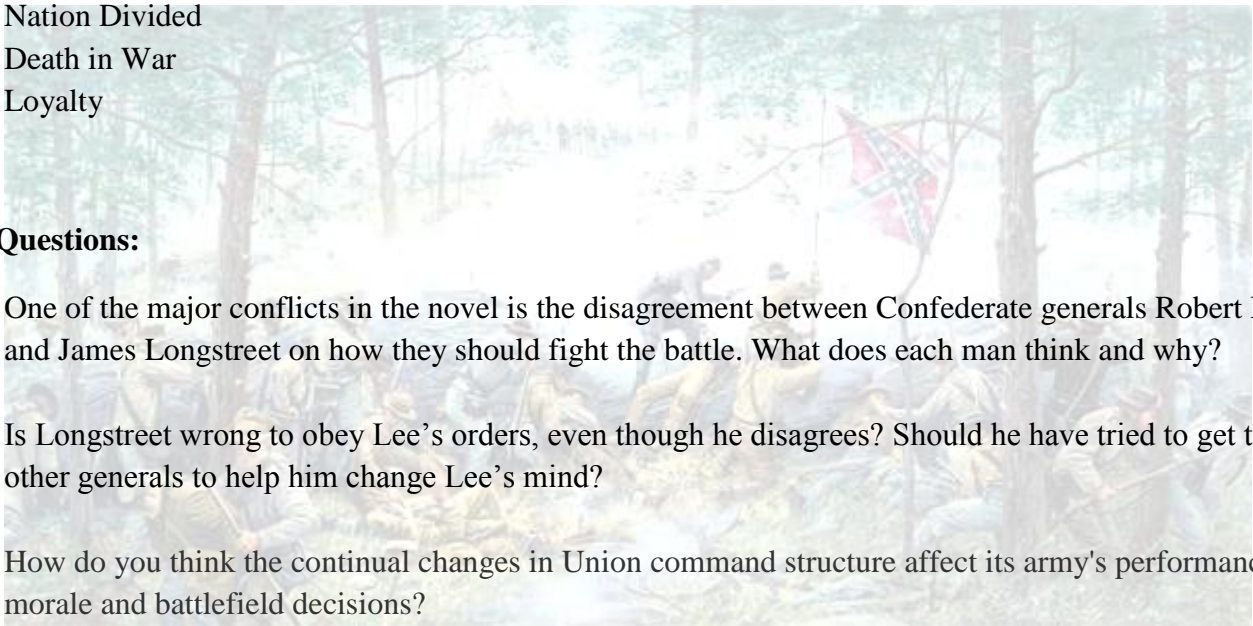 Nation Divided
Death in War
Loyalty
Questions:
One of the major conflicts in the novel is the disagreement between Confederate generals Robert
and James Longstreet on how they should fight the battle. What does each man think and why?
Is Longstreet wrong to obey Lee’s orders, even though he disagrees? Should he have tried to get
other generals to help him change Lee’s mind?
How do you think the continual changes in Union command structure affect its army's
morale and battlefield decisions?